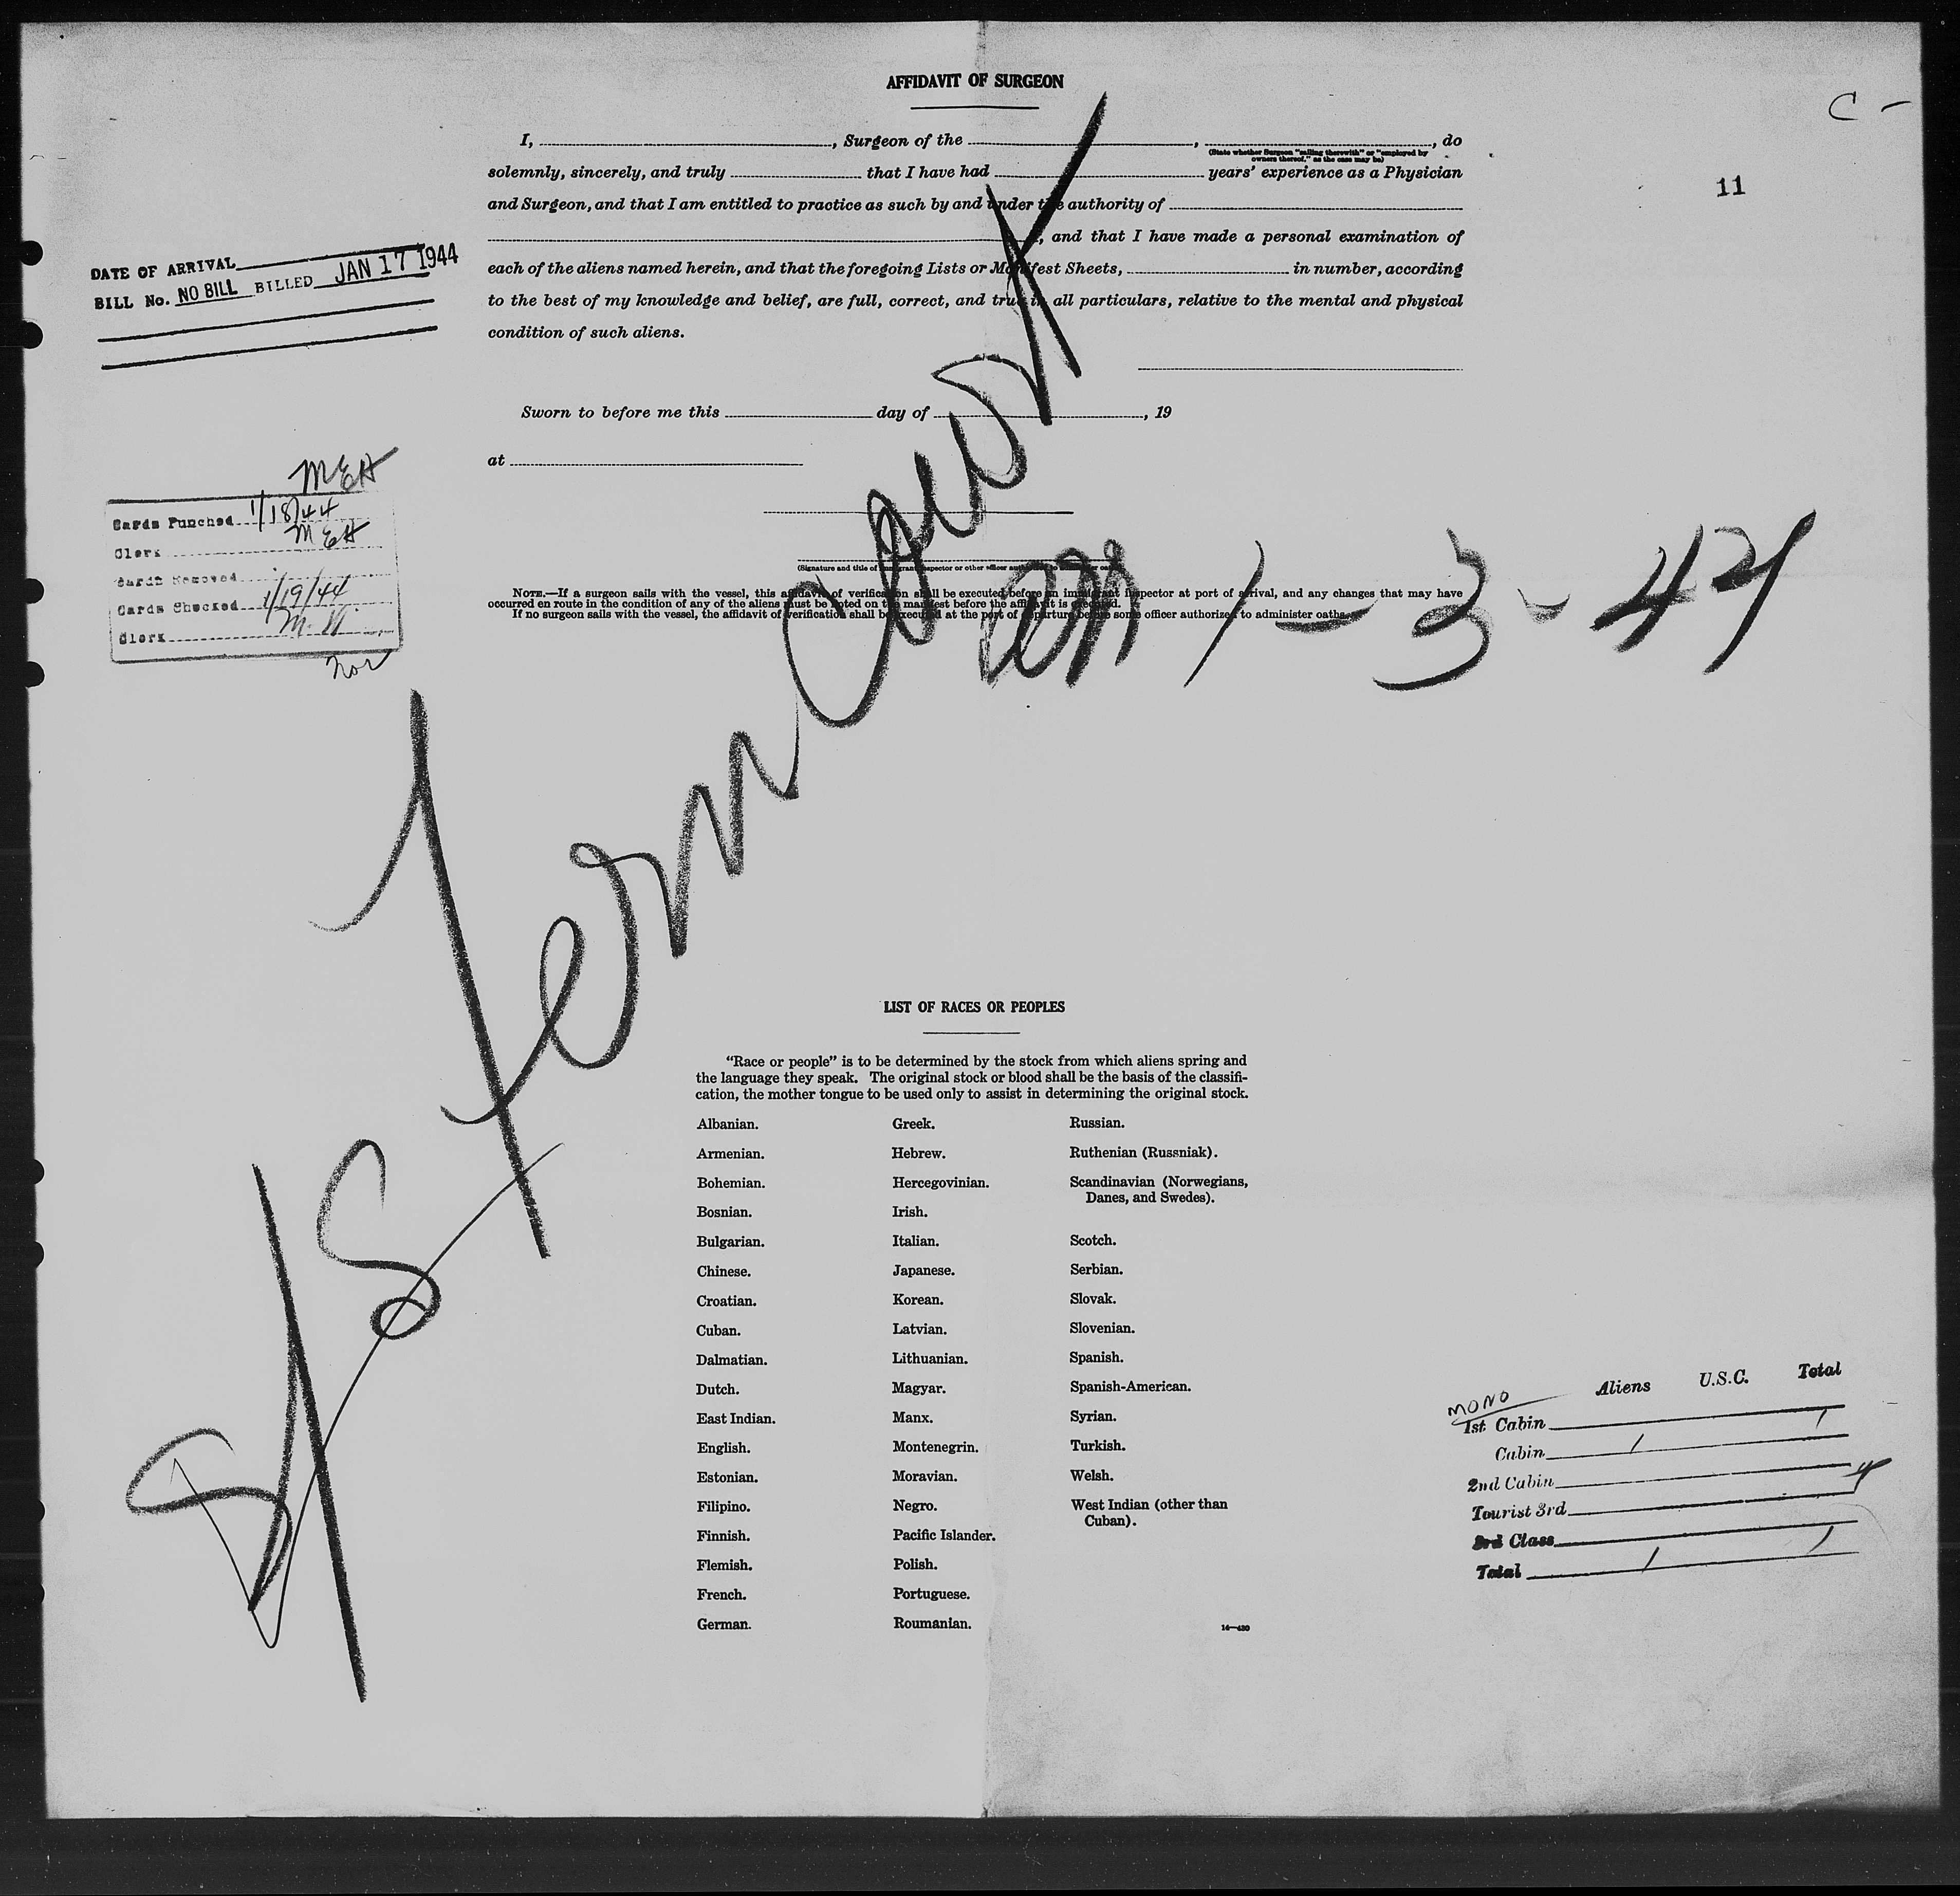 AFFIDAVIT OF SURGEON
C -
I, , Surgeon of the , , do
(State whether Surgeon "sailing therewith" or "employed by
owners thereof," as the case may be)
solemnly, sincerely, and truly that I have had years' experience as a Physician
11
and Surgeon, and that I am entitled to practice as such by and under the authority of
, and that I have made a personal examination of
each of the aliens named herein, and that the foregoing Lists or Manifest Sheets, in number, according
to the best of my knowledge and belief, are full, correct, and true in all particulars, relative to the mental and physical
condition of such aliens.
DATE OF ARRIVAL
BILL No. NO BILL BILLED JAN 17 1944
Sworn to before me this day of , 19
at
MEH
Cards Punched 1/18/44
Clerk MEH
Cards Removed
Cards Checked 1/19/44
Clerk
Nor
(Signature and title of immigrant inspector or other officer
NOTE.—If a surgeon sails with the vessel, this affidavit of verification shall be executed before an immigrant inspector at port of arrival, and any changes that may have
occurred en route in the condition of any of the aliens must be noted on the manifest before the affidavit is executed.
If no surgeon sails with the vessel, the affidavit of verification shall be executed at the port of departure before some officer authorized to administer oaths.
1-3-44
S/S Fern
LIST OF RACES OR PEOPLES
"Race or people" is to be determined by the stock from which aliens spring and
the language they speak. The original stock or blood shall be the basis of the classifi-
cation, the mother tongue to be used only to assist in determining the original stock.
Albanian.
Armenian.
Bohemian.
Bosnian.
Bulgarian.
Chinese.
Croatian.
Cuban.
Dalmatian.
Dutch.
East Indian.
English.
Estonian.
Filipino.
Finnish.
Flemish.
French.
German.
Greek.
Hebrew.
Hercegovinian.
Irish.
Italian.
Japanese.
Korean.
Latvian.
Lithuanian.
Magyar.
Manx.
Montenegrin.
Moravian.
Negro.
Pacific Islander.
Polish.
Portuguese.
Roumanian.
Russian.
Ruthenian (Russniak).
Scandinavian (Norwegians,
Danes, and Swedes).
Scotch.
Serbian.
Slovak.
Slovenian.
Spanish.
Spanish-American.
Syrian.
Turkish.
Welsh.
West Indian (other than
Cuban).
14—430
Aliens U.S.C. Total
MONO
1st Cabin /
Cabin /
2nd Cabin
Tourist 3rd
3rd Class
Total / /